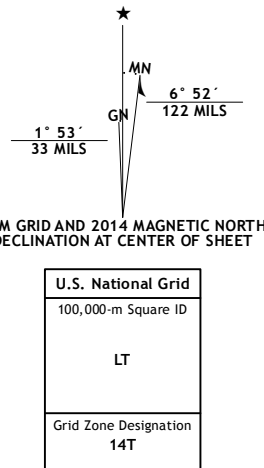 ★
MN
GN
6° 52´
122 MILS
1° 53´
33 MILS
M GRID AND 2014 MAGNETIC NORTH
DECLINATION AT CENTER OF SHEET
U.S. National Grid
100,000-m Square ID
LT
Grid Zone Designation
14T